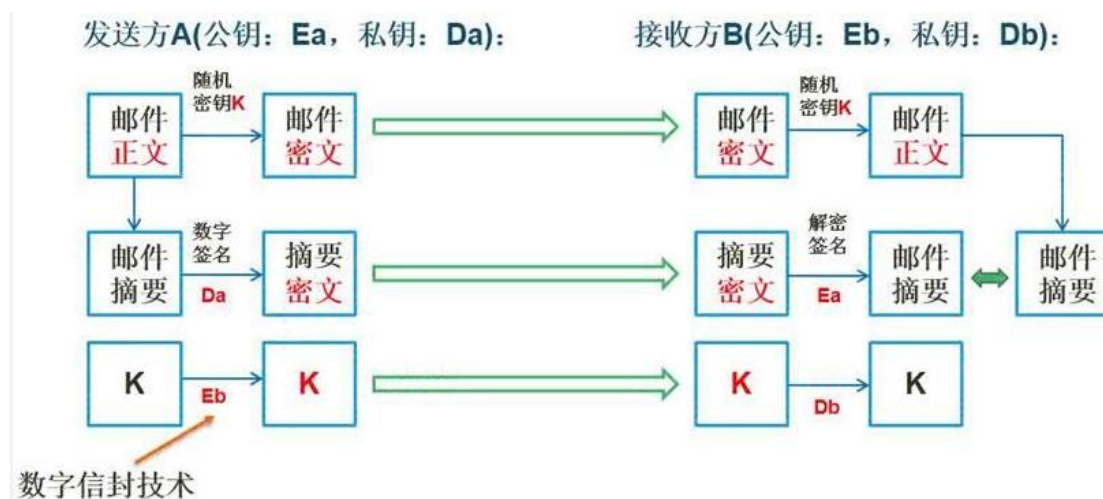 发送方A(公钥：Ea，私钥：Da)：
接收方B(公钥：Eb，私钥：Db)：
随机
密钥K
邮件
正文
邮件
密文
随机
密钥K
邮件
密文
邮件
正文
数字
签名
Da
邮件
摘要
摘要
密文
解密
签名
Ea
摘要
密文
邮件
摘要
邮件
摘要
K
Eb
K
K
Db
K
数字信封技术